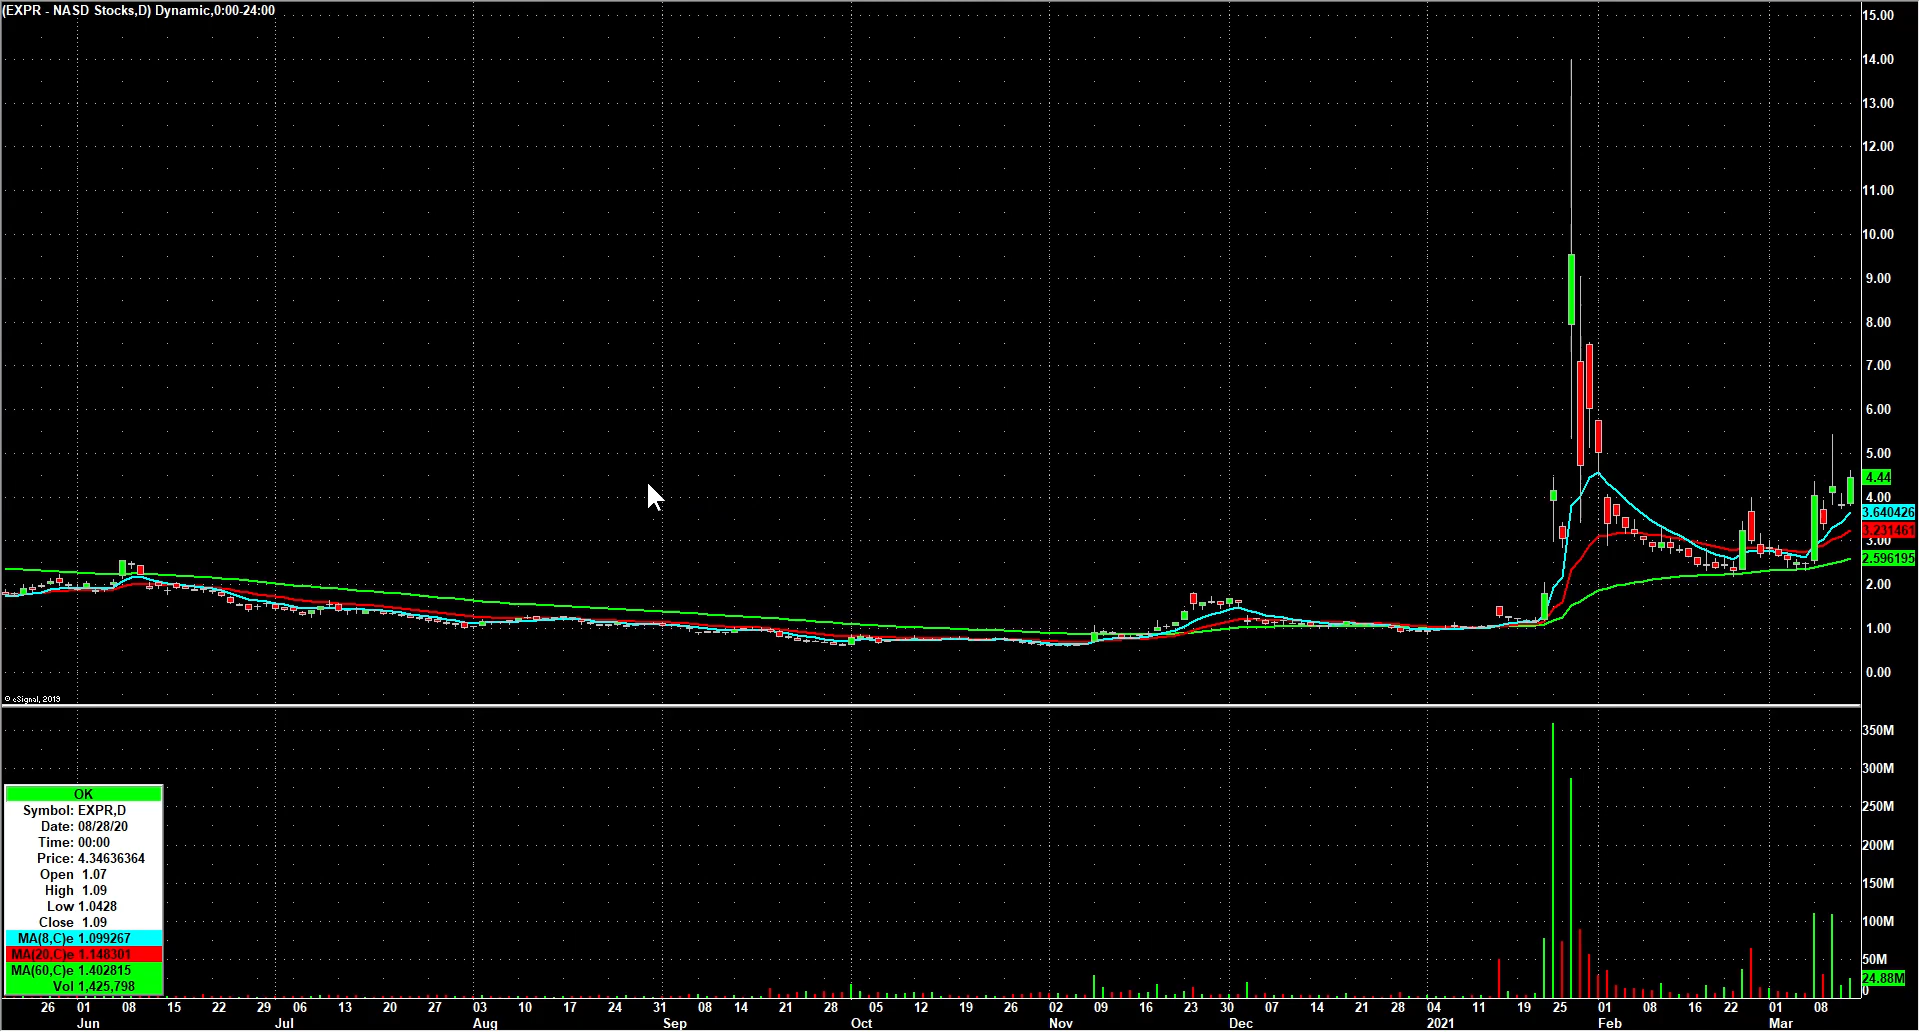 (EXPR - NASD Stocks,D) Dynamic,0:00-24:00
15.00
14.00
13.00
12.00
11.00
10.00
9.00
8.00
7.00
6.00
5.00
4.44
4.00
3.640426
3.231461
3.00
2.596195
2.00
1.00
0.00
© eSignal, 2019
350M
300M
250M
200M
150M
100M
50M
24.88M
0
OK
Symbol: EXPR,D
Date: 08/28/20
Time: 00:00
Price: 4.34636364
Open 1.07
High 1.09
Low 1.0428
Close 1.09
MA(8,C)e 1.099267
MA(20,C)e 1.148301
MA(60,C)e 1.402815
Vol 1,425,798
26 01 08 15 22 29 06 13 20 27 03 10 17 24 31 08 14 21 28 05 12 19 26 02 09 16 23 30 07 14 21 28 04 11 19 25 01 08 16 22 01 08
Jun Jul Aug Sep Oct Nov Dec 2021 Feb Mar